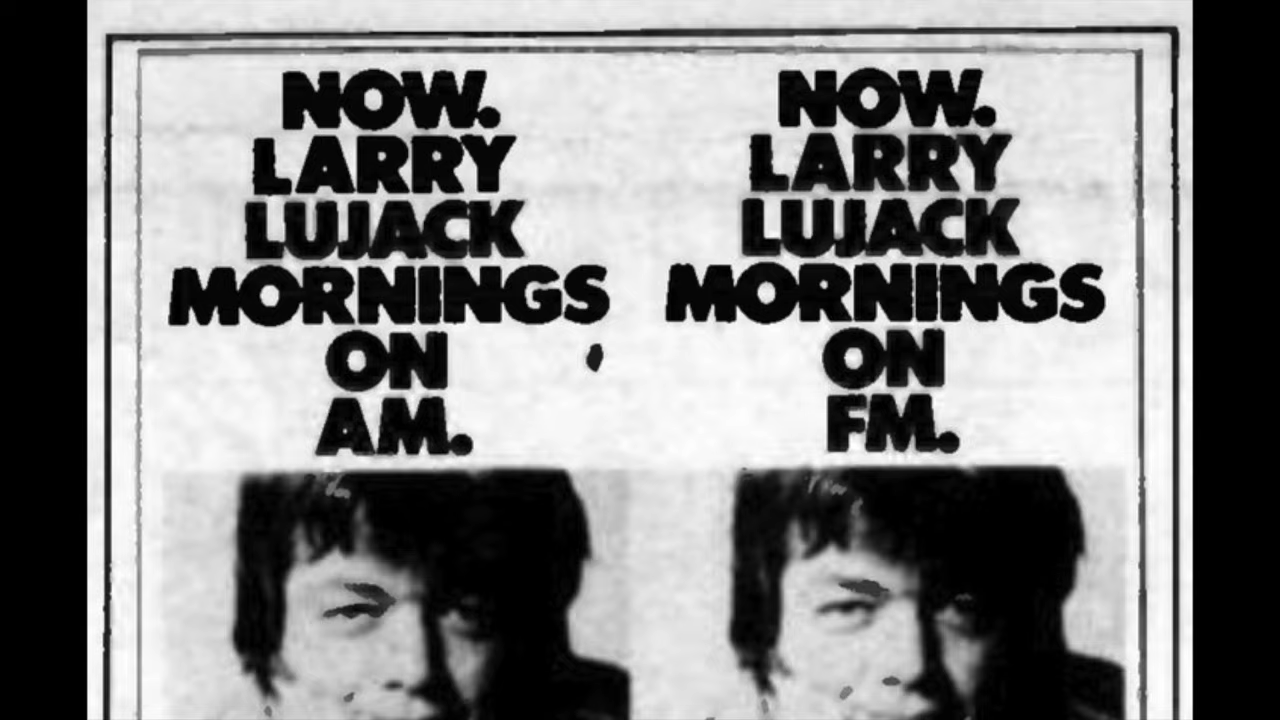 NOW.
LARRY
LUJACK
MORNINGS
ON
AM.
NOW.
LARRY
LUJACK
MORNINGS
ON
FM.